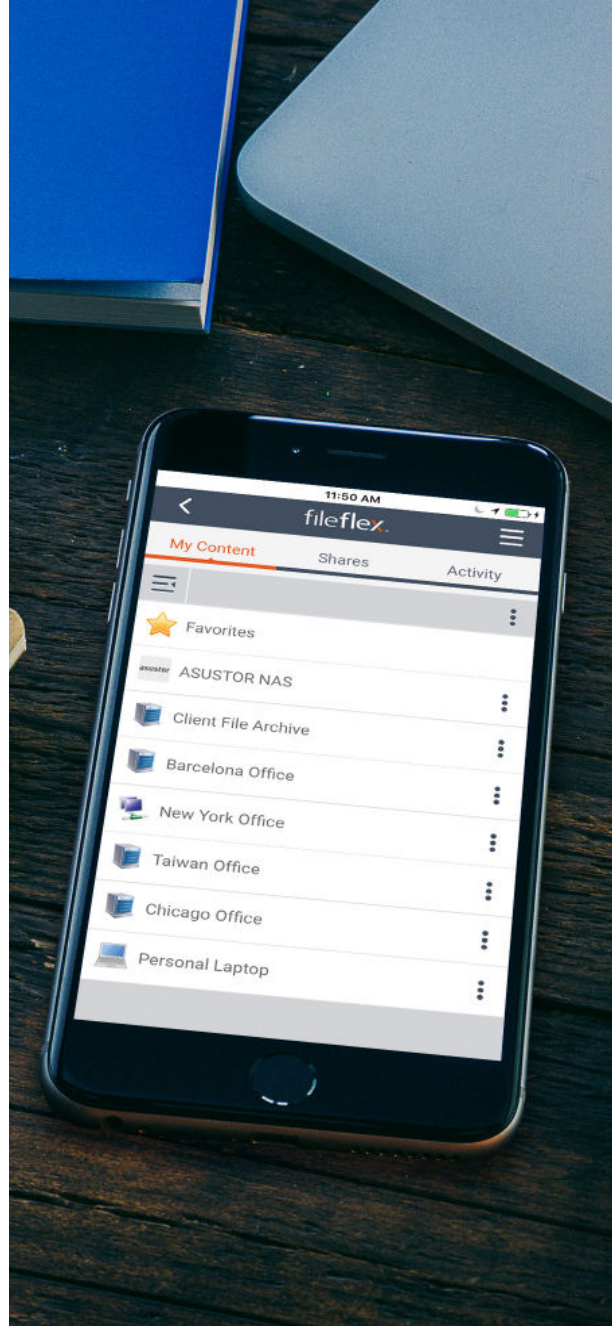 11:50 AM
fileflex.
My Content
Shares
Activity
Favorites
asustor
ASUSTOR NAS
Client File Archive
Barcelona Office
New York Office
Taiwan Office
Chicago Office
Personal Laptop